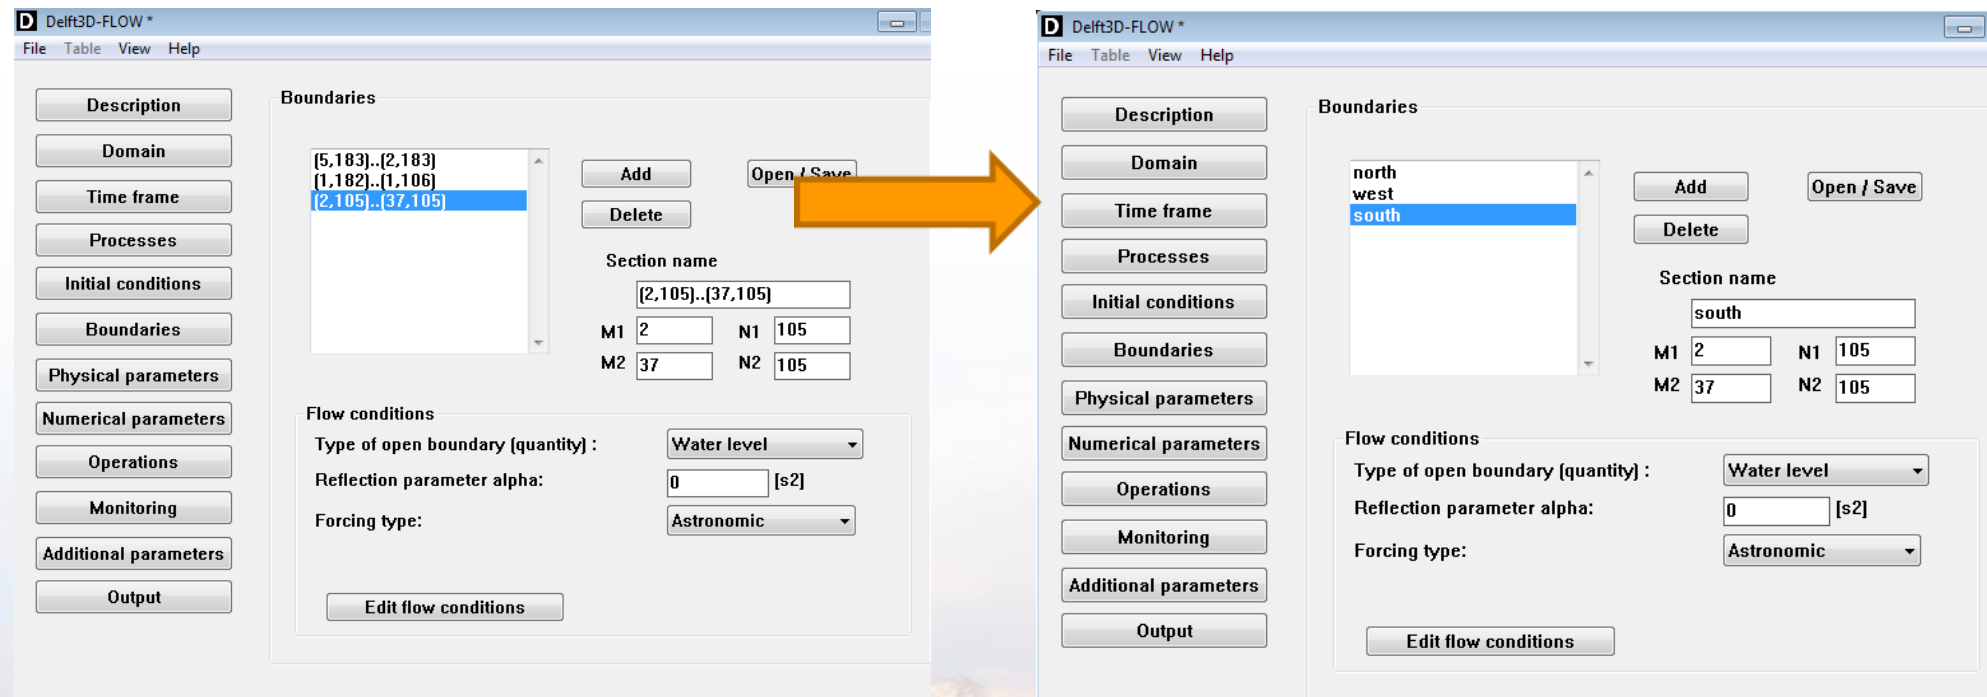 Delft3D-FLOW *
File Table View Help
Description
Domain
Time frame
Processes
Initial conditions
Boundaries
Physical parameters
Numerical parameters
Operations
Monitoring
Additional parameters
Output
Boundaries
(5,183)..(2,183)
(1,182)..(1,106)
(2,105)..(37,105)
Add
Open / Save
Delete
Section name
(2,105)..(37,105)
M1 2 N1 105
M2 37 N2 105
Flow conditions
Type of open boundary (quantity) : Water level
Reflection parameter alpha: 0 [s2]
Forcing type: Astronomic
Edit flow conditions
Delft3D-FLOW *
File Table View Help
Description
Domain
Time frame
Processes
Initial conditions
Boundaries
Physical parameters
Numerical parameters
Operations
Monitoring
Additional parameters
Output
Boundaries
north
west
south
Add
Open / Save
Delete
Section name
south
M1 2 N1 105
M2 37 N2 105
Flow conditions
Type of open boundary (quantity) : Water level
Reflection parameter alpha: 0 [s2]
Forcing type: Astronomic
Edit flow conditions